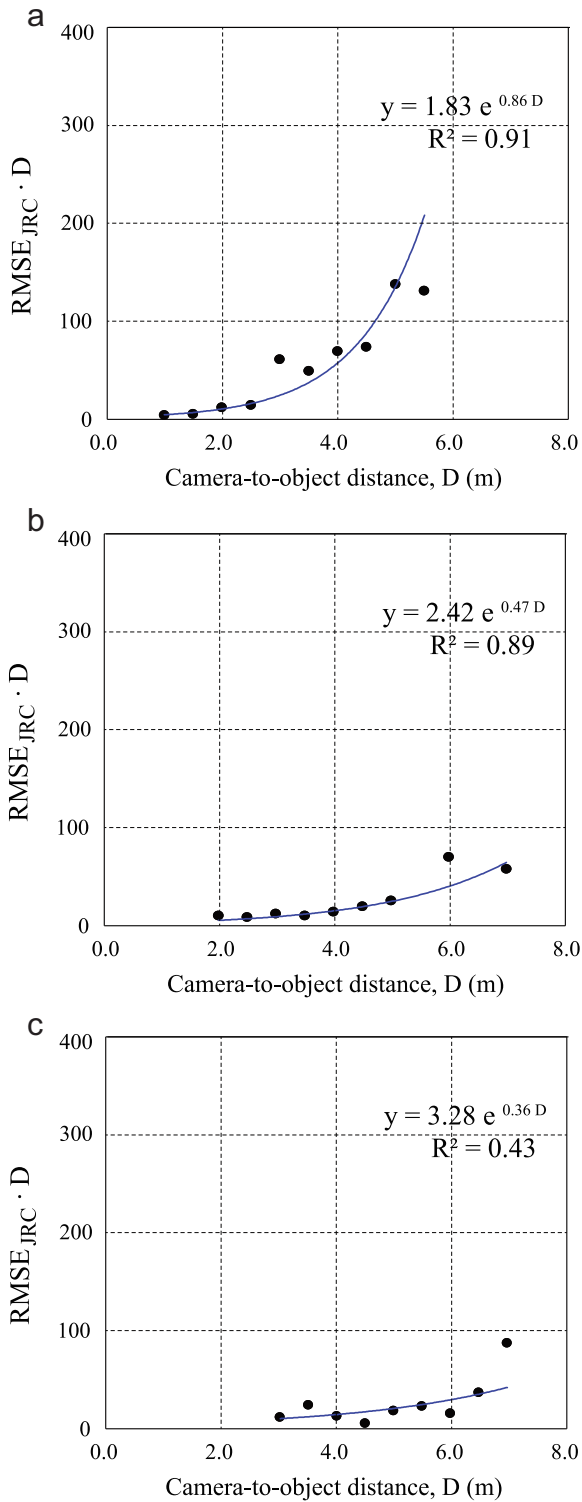 a
400
y = 1.83 e 0.86 D
300
R² = 0.91
RMSE_JRC · D
200
100
0
0.0 2.0 4.0 6.0 8.0
Camera-to-object distance, D (m)
b
400
y = 2.42 e 0.47 D
300
R² = 0.89
RMSE_JRC · D
200
100
0
0.0 2.0 4.0 6.0 8.0
Camera-to-object distance, D (m)
c
400
y = 3.28 e 0.36 D
300
R² = 0.43
RMSE_JRC · D
200
100
0
0.0 2.0 4.0 6.0 8.0
Camera-to-object distance, D (m)